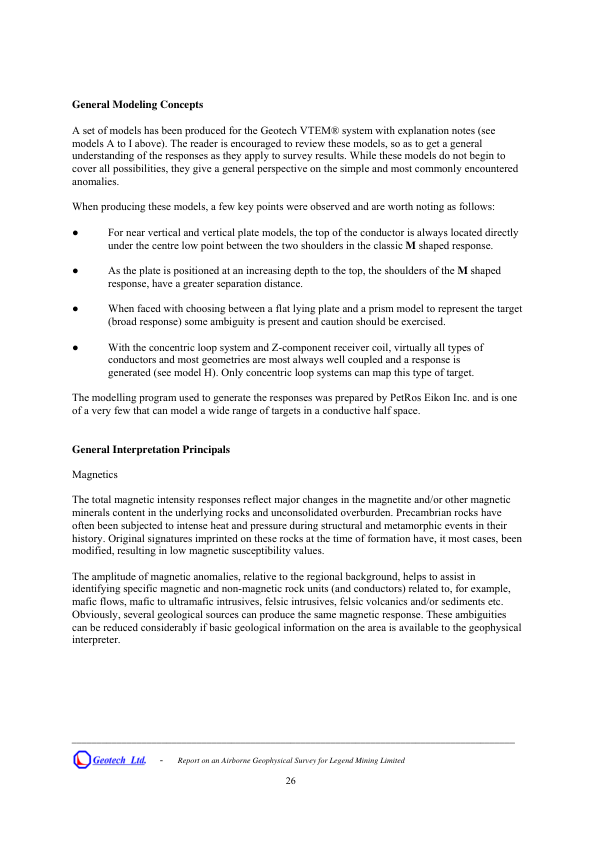 General Modeling Concepts
A set of models has been produced for the Geotech VTEM® system with explanation notes (see
models A to I above). The reader is encouraged to review these models, so as to get a general
understanding of the responses as they apply to survey results. While these models do not begin to
cover all possibilities, they give a general perspective on the simple and most commonly encountered
anomalies.
When producing these models, a few key points were observed and are worth noting as follows:
● For near vertical and vertical plate models, the top of the conductor is always located directly
under the centre low point between the two shoulders in the classic M shaped response.
● As the plate is positioned at an increasing depth to the top, the shoulders of the M shaped
response, have a greater separation distance.
● When faced with choosing between a flat lying plate and a prism model to represent the target
(broad response) some ambiguity is present and caution should be exercised.
● With the concentric loop system and Z-component receiver coil, virtually all types of
conductors and most geometries are most always well coupled and a response is
generated (see model H). Only concentric loop systems can map this type of target.
The modelling program used to generate the responses was prepared by PetRos Eikon Inc. and is one
of a very few that can model a wide range of targets in a conductive half space.
General Interpretation Principals
Magnetics
The total magnetic intensity responses reflect major changes in the magnetite and/or other magnetic
minerals content in the underlying rocks and unconsolidated overburden. Precambrian rocks have
often been subjected to intense heat and pressure during structural and metamorphic events in their
history. Original signatures imprinted on these rocks at the time of formation have, it most cases, been
modified, resulting in low magnetic susceptibility values.
The amplitude of magnetic anomalies, relative to the regional background, helps to assist in
identifying specific magnetic and non-magnetic rock units (and conductors) related to, for example,
mafic flows, mafic to ultramafic intrusives, felsic intrusives, felsic volcanics and/or sediments etc.
Obviously, several geological sources can produce the same magnetic response. These ambiguities
can be reduced considerably if basic geological information on the area is available to the geophysical
interpreter.
Geotech Ltd. - Report on an Airborne Geophysical Survey for Legend Mining Limited
26